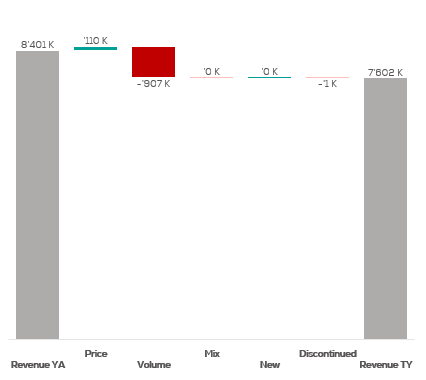 8'401 K
'110 K
-'907 K
'0 K
'0 K
-'1 K
7'602 K
Revenue YA
Price
Volume
Mix
New
Discontinued
Revenue TY